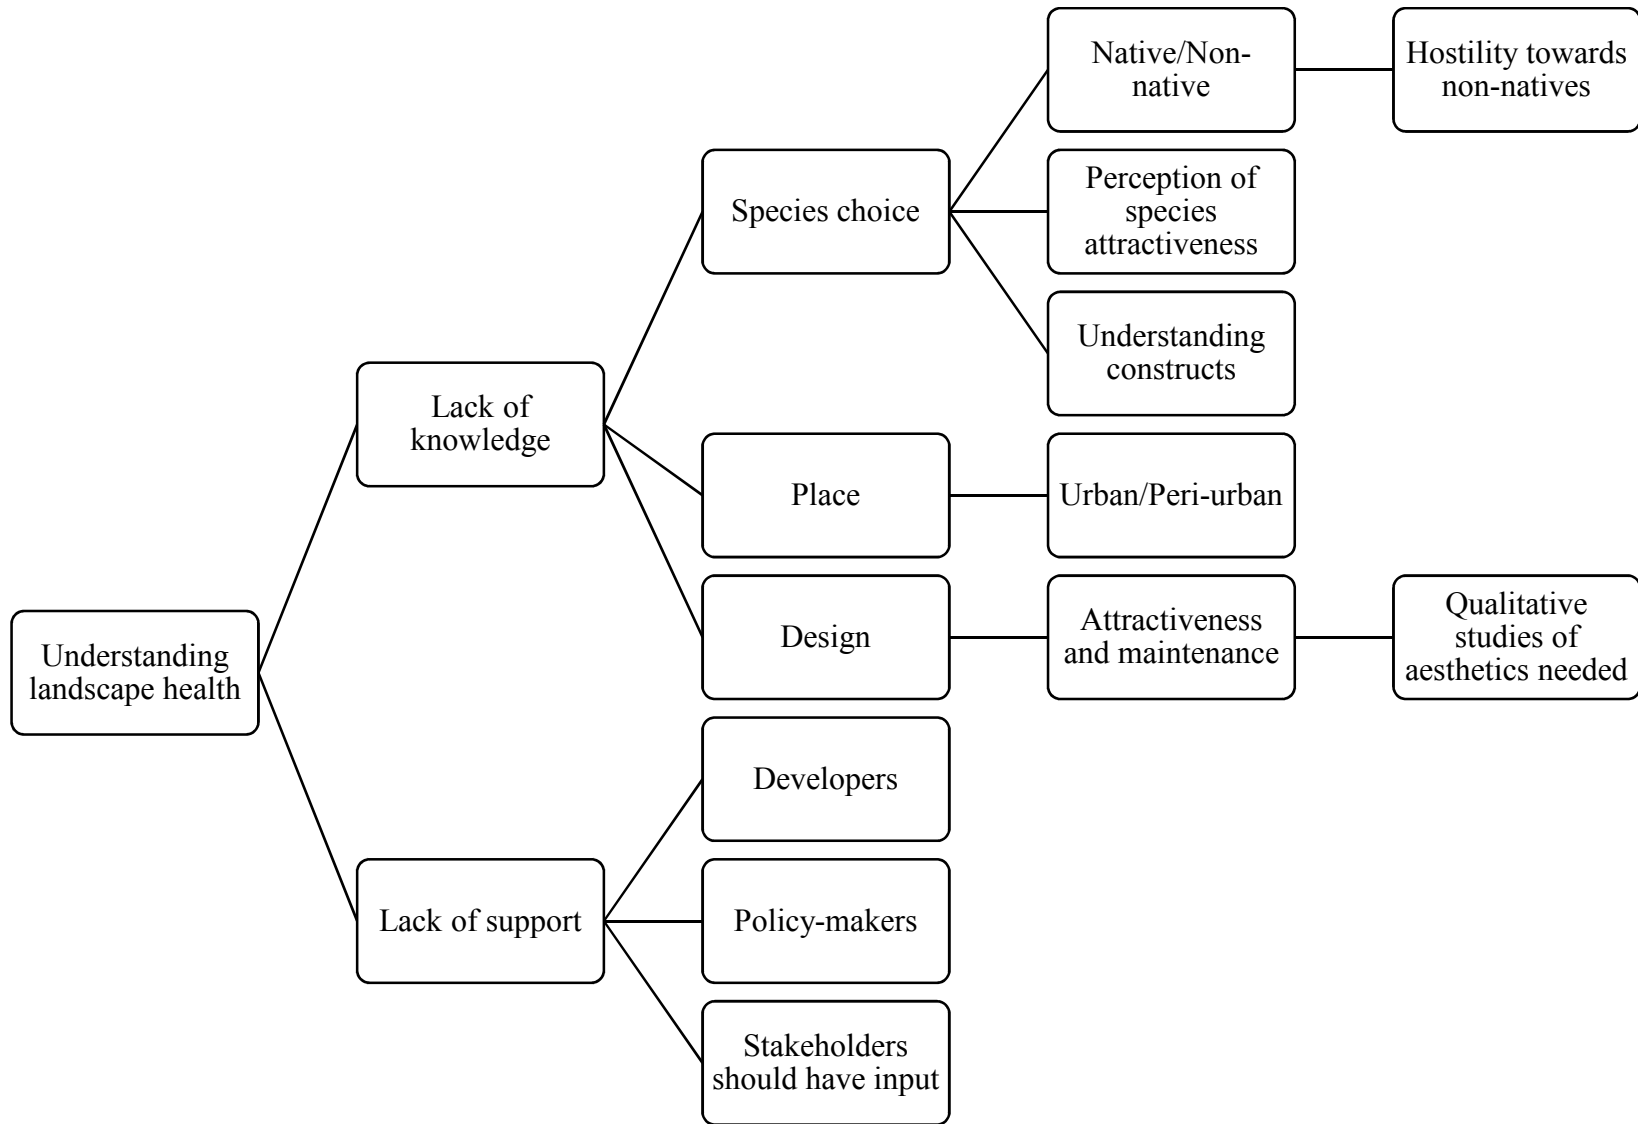 Understanding
landscape health
Lack of
knowledge
Species choice
Native/Non-
native
Hostility towards
non-natives
Perception of
species
attractiveness
Understanding
constructs
Place
Urban/Peri-urban
Design
Attractiveness
and maintenance
Qualitative
studies of
aesthetics needed
Lack of support
Developers
Policy-makers
Stakeholders
should have input